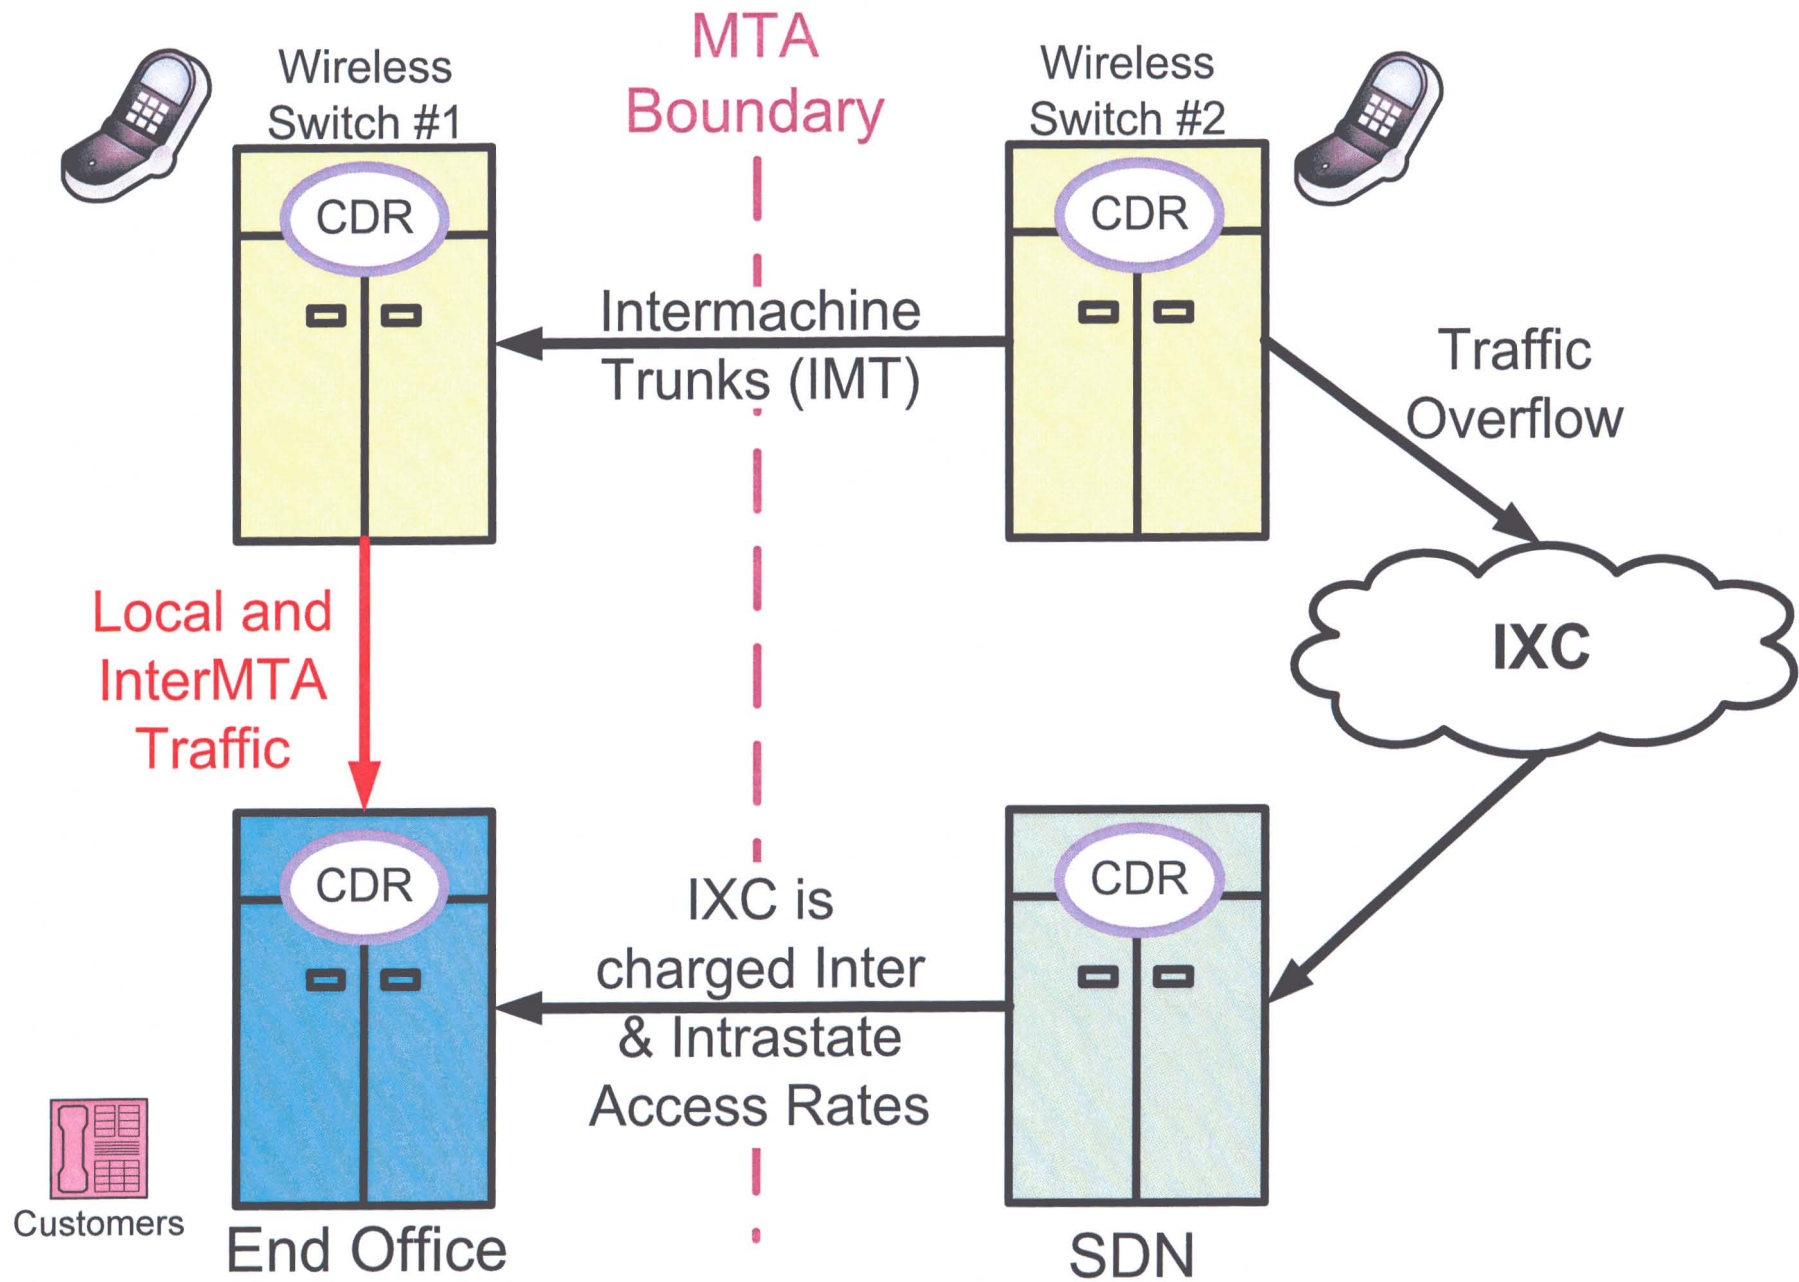 MTA
Boundary
Wireless
Switch #1
Wireless
Switch #2
CDR
CDR
Intermachine
Trunks (IMT)
Traffic
Overflow
IXC
Local and
InterMTA
Traffic
CDR
CDR
IXC is
charged Inter
& Intrastate
Access Rates
Customers
End Office
SDN